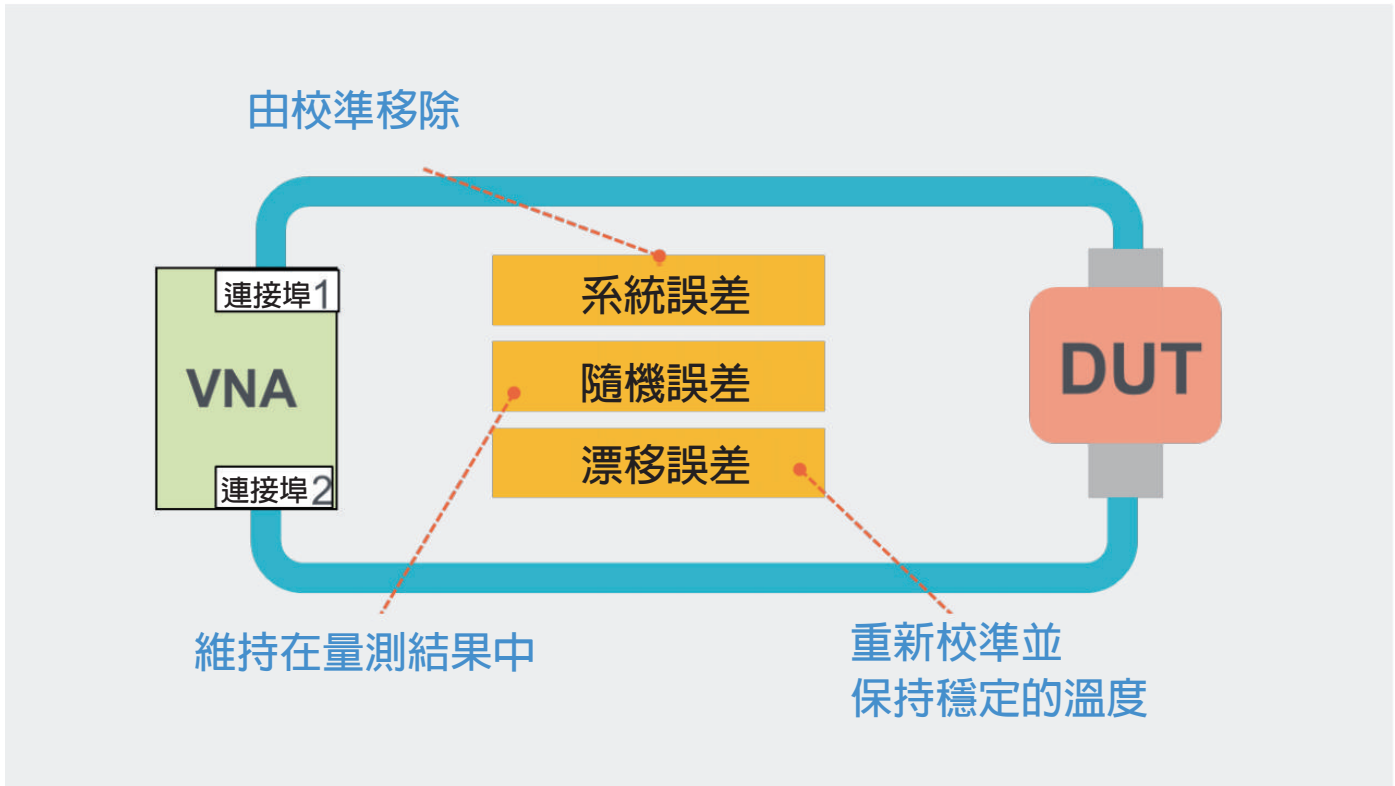 由校準移除
連接埠1
系統誤差
VNA
隨機誤差
DUT
漂移誤差
連接埠2
維持在量測結果中
重新校準並
保持穩定的溫度